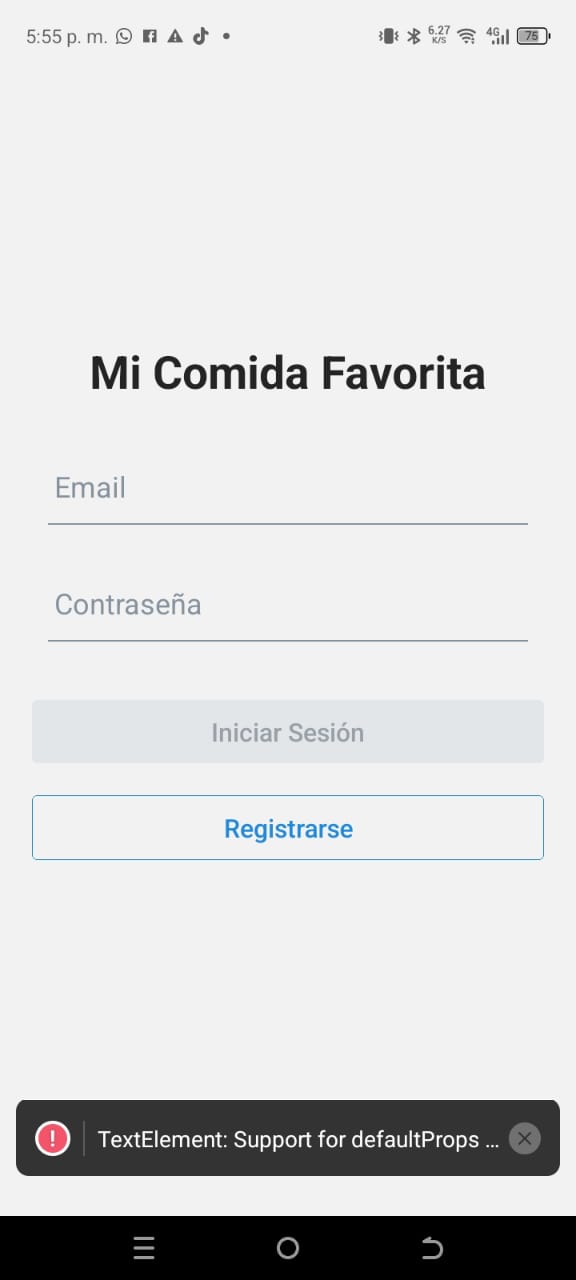 5:55 p. m.
6.27
K/S
4G
75
Mi Comida Favorita
Email
Contraseña
Iniciar Sesión
Registrarse
TextElement: Support for defaultProps ...